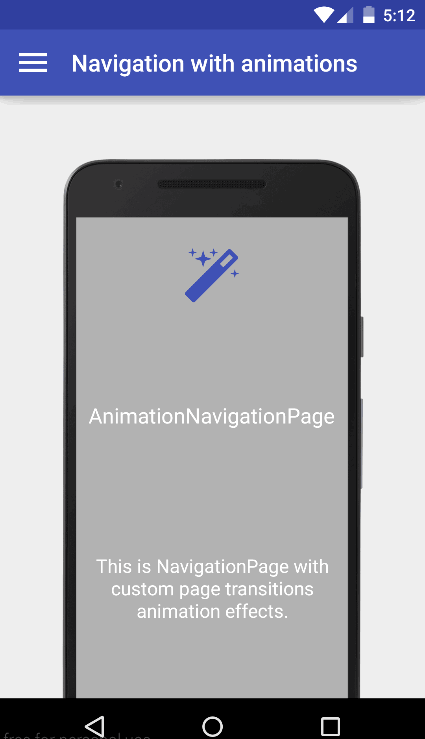 5:12
Navigation with animations
AnimationNavigationPage
This is NavigationPage with
custom page transitions
animation effects.
free for personal use